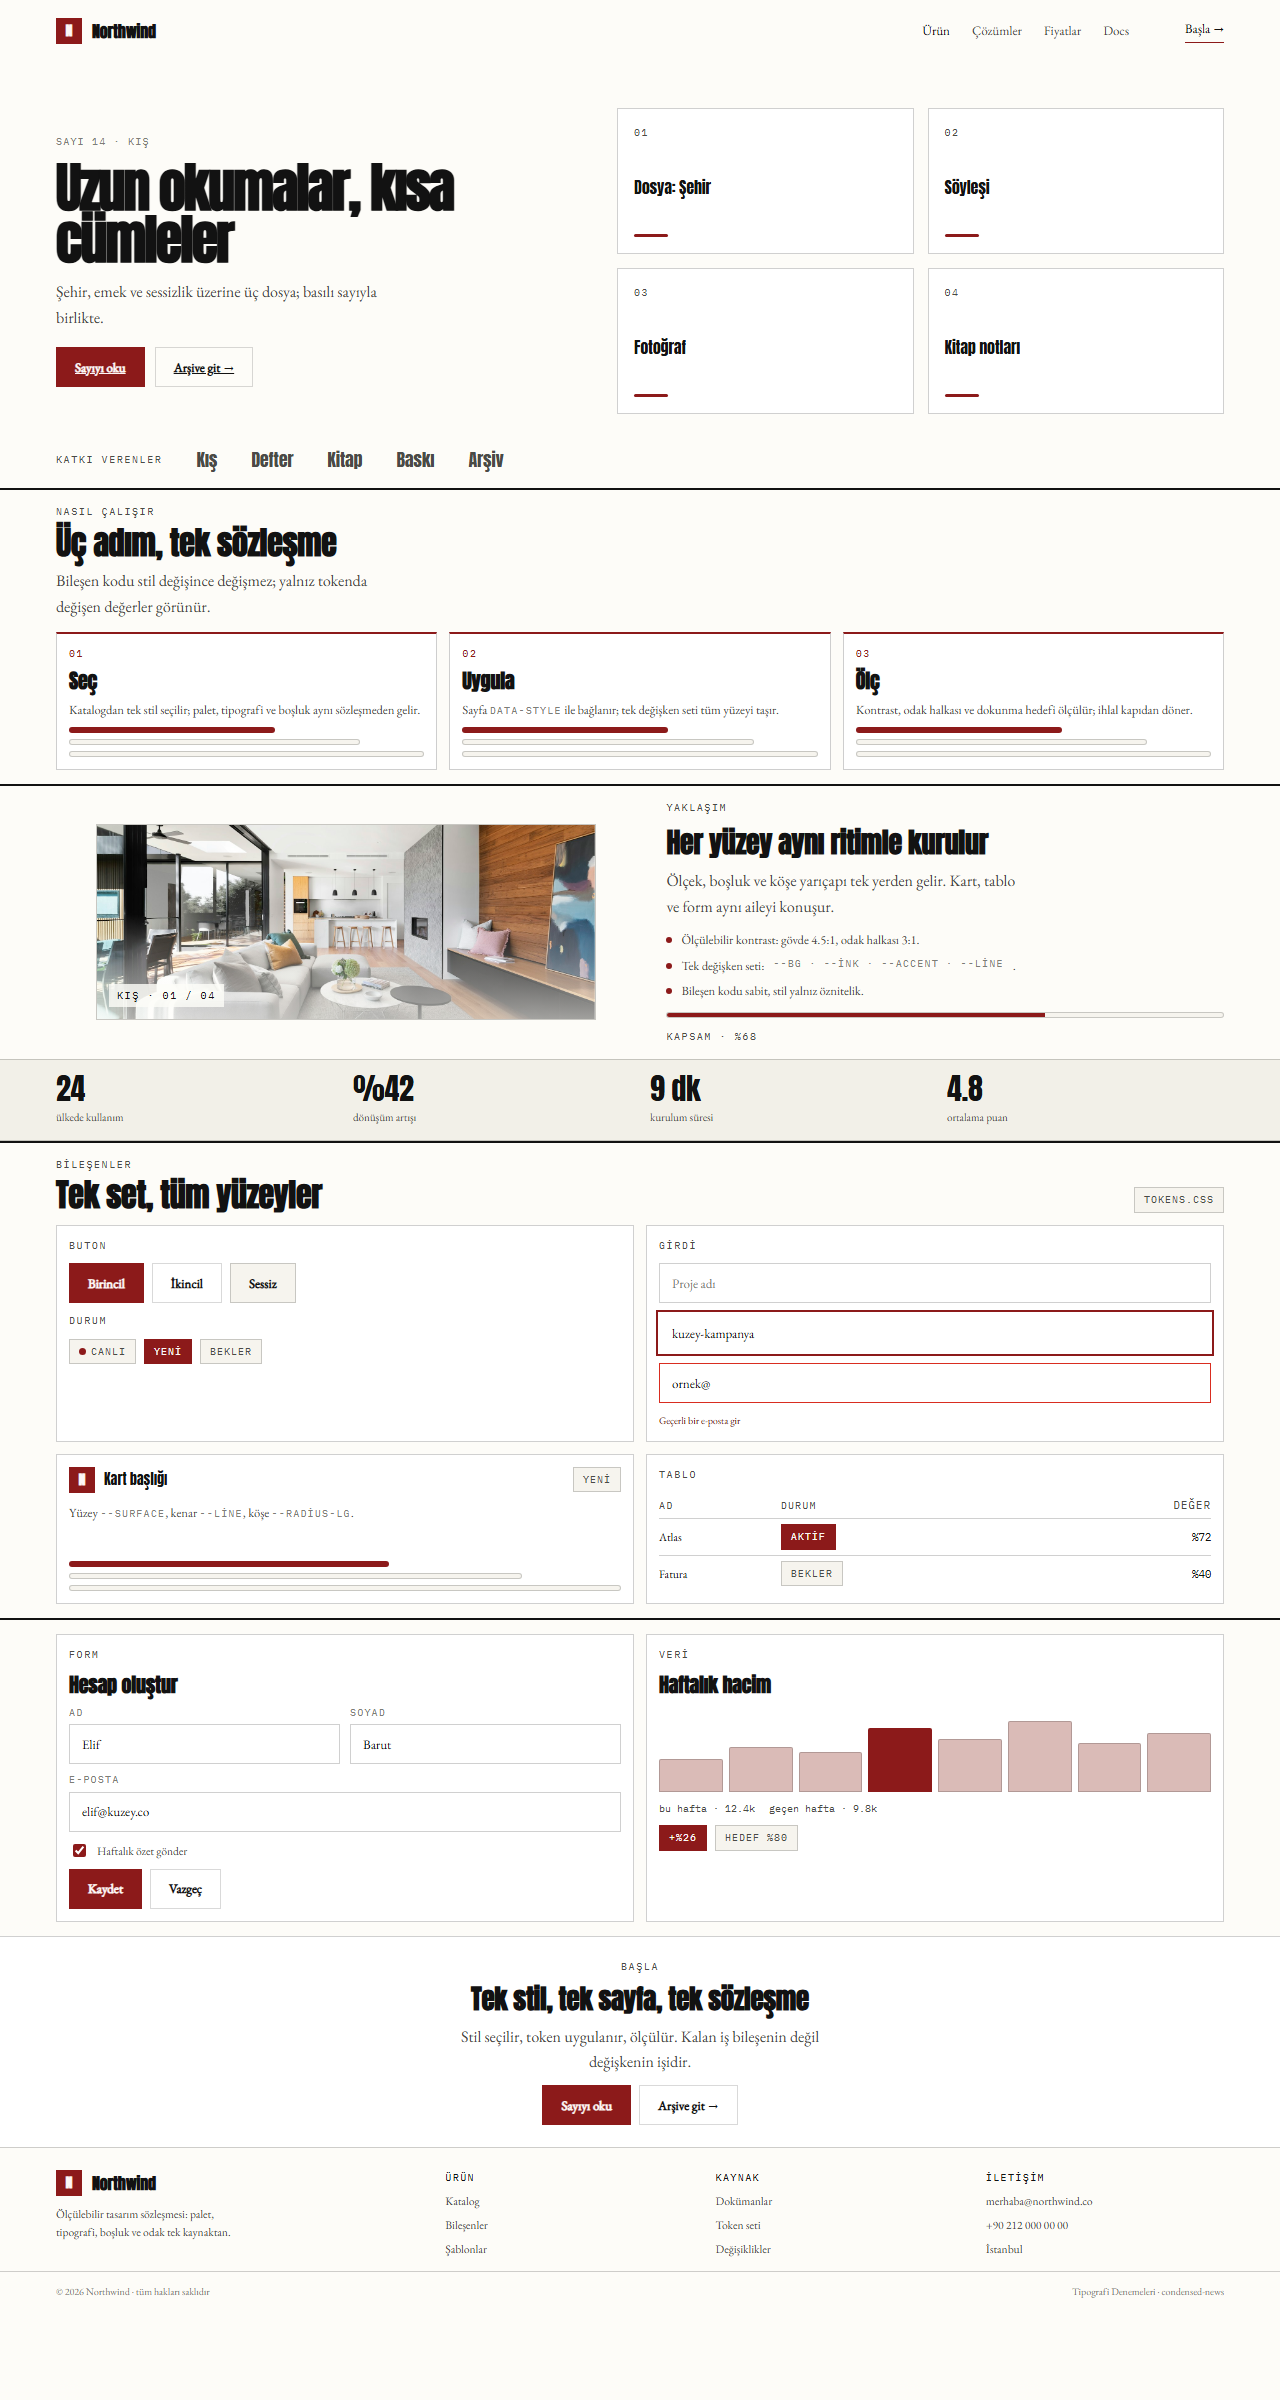 Northwind
Ürün Çözümler Fiyatlar Docs Başla →
SAYI 14 · KIŞ
Uzun okumalar, kısa
cümleler
Şehir, emek ve sessizlik üzerine üç dosya; basılı sayıyla
birlikte.
Sayıyı oku Arşive git →
01
Dosya: Şehir
02
Söyleşi
03
Fotoğraf
04
Kitap notları
KATKI VERENLER Kış Defter Kitap Baskı Arşiv
NASIL ÇALIŞIR
Üç adım, tek sözleşme
Bileşen kodu stil değişince değişmez; yalnız tokenda
değişen değerler görünür.
01
Seç
Katalogdan tek stil seçilir; palet, tipografi ve boşluk aynı sözleşmeden gelir.
02
Uygula
Sayfa DATA-STYLE ile bağlanır; tek değişken seti tüm yüzeyi taşır.
03
Ölç
Kontrast, odak halkası ve dokunma hedefi ölçülür; ihlal kapıdan döner.
KIŞ · 01 / 04
YAKLAŞIM
Her yüzey aynı ritimle kurulur
Ölçek, boşluk ve köşe yarıçapı tek yerden gelir. Kart, tablo
ve form aynı aileyi konuşur.
Ölçülebilir kontrast: gövde 4.5:1, odak halkası 3:1.
Tek değişken seti: --BG · --İNK · --ACCENT · --LİNE .
Bileşen kodu sabit, stil yalnız öznitelik.
KAPSAM · %68
24
ülkede kullanım
%42
dönüşüm artışı
9 dk
kurulum süresi
4.8
ortalama puan
BİLEŞENLER
Tek set, tüm yüzeyler
TOKENS.CSS
BUTON
Birincil İkincil Sessiz
DURUM
CANLI YENİ BEKLER
GİRDİ
Proje adı
kuzey-kampanya
ornek@
Geçerli bir e-posta gir
Kart başlığı YENİ
Yüzey --SURFACE, kenar --LİNE, köşe --RADİUS-LG.
TABLO
AD DURUM DEĞER
Atlas AKTİF %72
Fatura BEKLER %40
FORM
Hesap oluştur
AD SOYAD
Elif Barut
E-POSTA
elif@kuzey.co
Haftalık özet gönder
Kaydet Vazgeç
VERİ
Haftalık hacim
bu hafta · 12.4k geçen hafta · 9.8k
+%26 HEDEF %80
BAŞLA
Tek stil, tek sayfa, tek sözleşme
Stil seçilir, token uygulanır, ölçülür. Kalan iş bileşenin değil
değişkenin işidir.
Sayıyı oku Arşive git →
Northwind
Ölçülebilir tasarım sözleşmesi: palet,
tipografi, boşluk ve odak tek kaynaktan.
ÜRÜN
Katalog
Bileşenler
Şablonlar
KAYNAK
Dokümanlar
Token seti
Değişiklikler
İLETİŞİM
merhaba@northwind.co
+90 212 000 00 00
İstanbul
© 2026 Northwind · tüm hakları saklıdır
Tipografi Denemeleri · condensed-news